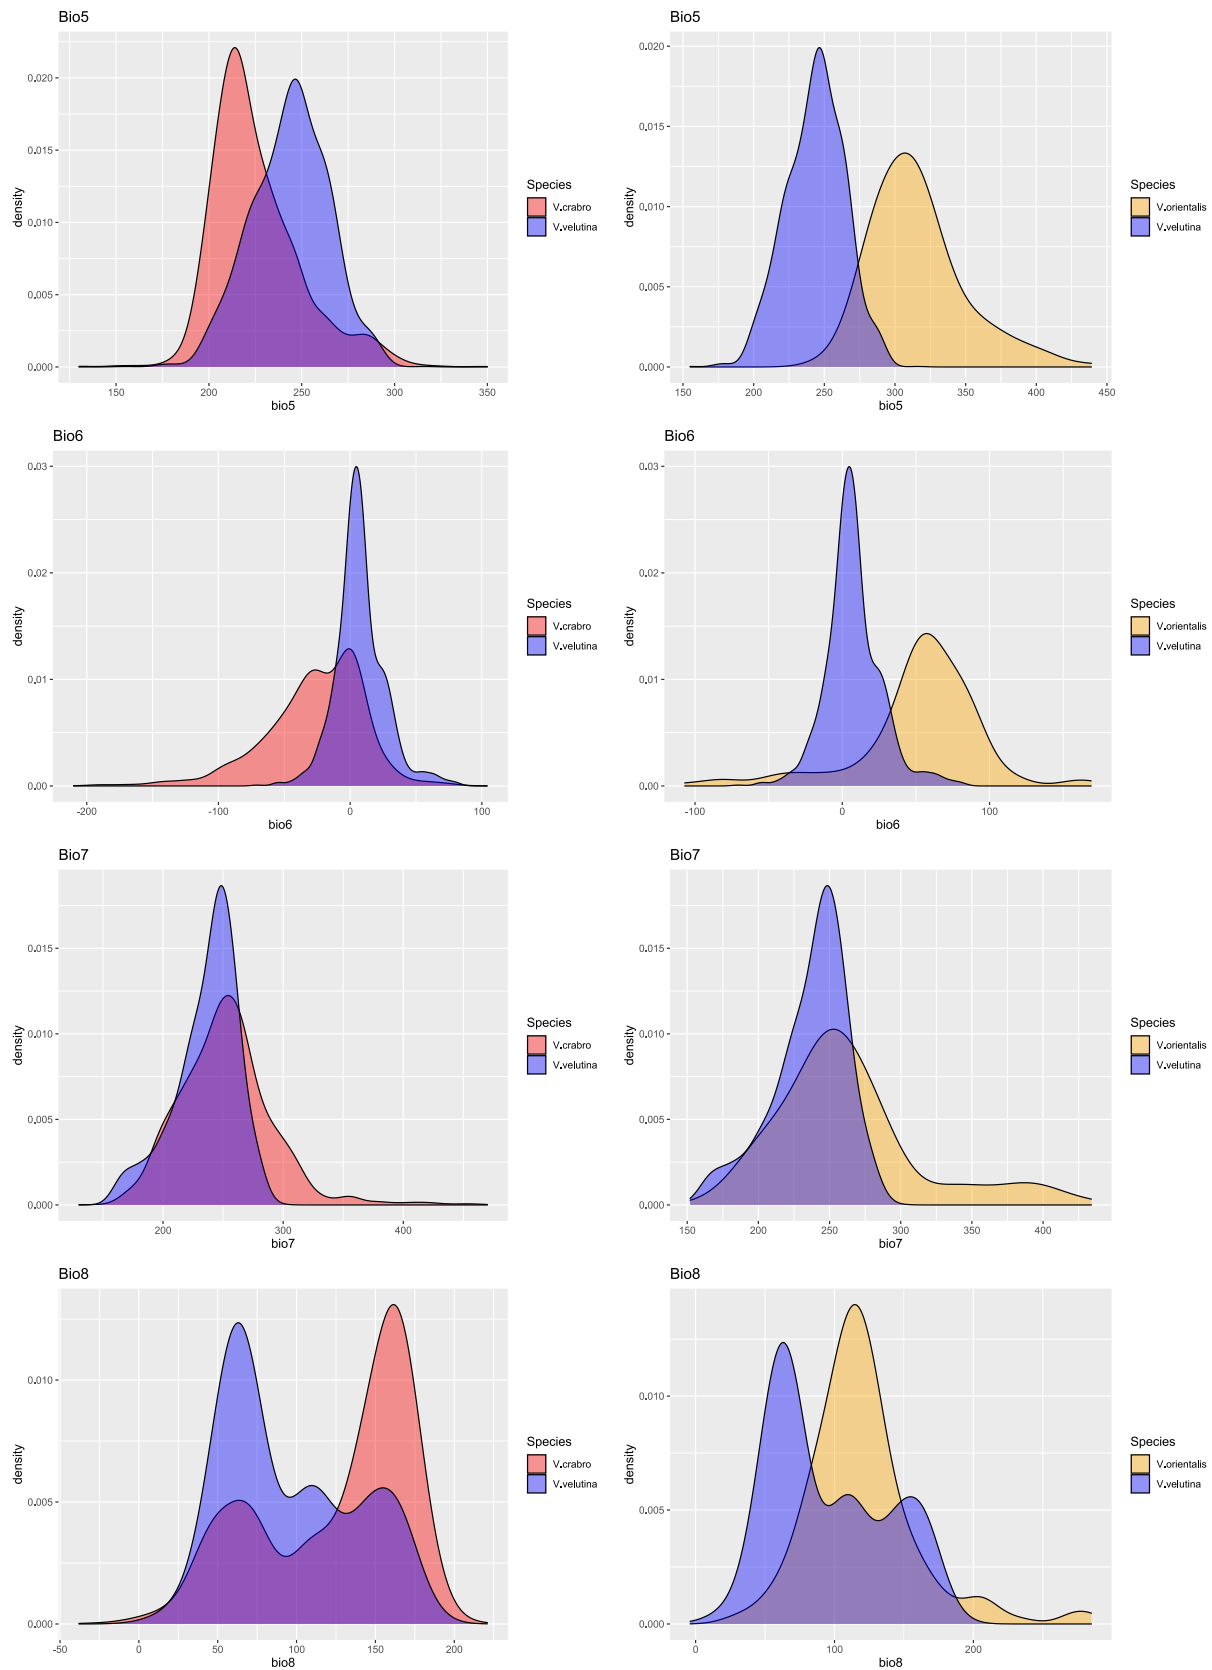 Bio5
0.020
0.015
0.010
0.005
0.000
density
150
200
250
300
350
bio5
Species
V.crabro
V.velutina
Bio5
0.020
0.015
0.010
0.005
0.000
density
150
200
250
300
350
400
450
bio5
Species
V.orientalis
V.velutina
Bio6
0.03
0.02
0.01
0.00
density
-200
-100
0
100
bio6
Species
V.crabro
V.velutina
Bio6
0.03
0.02
0.01
0.00
density
-100
0
100
bio6
Species
V.orientalis
V.velutina
Bio7
0.015
0.010
0.005
0.000
density
200
300
400
bio7
Species
V.crabro
V.velutina
Bio7
0.015
0.010
0.005
0.000
density
150
200
250
300
350
400
bio7
Species
V.orientalis
V.velutina
Bio8
0.010
0.005
0.000
density
-50
0
50
100
150
200
bio8
Species
V.crabro
V.velutina
Bio8
0.010
0.005
0.000
density
0
100
200
bio8
Species
V.orientalis
V.velutina